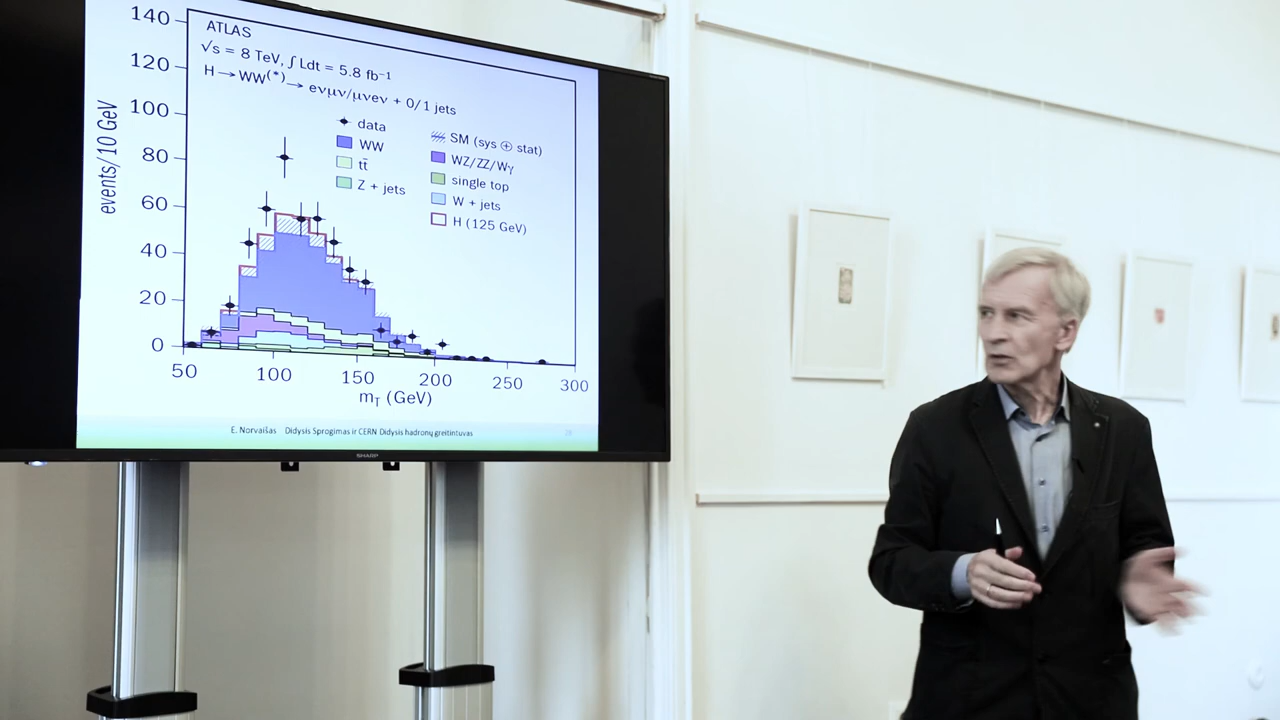 140
120
100
80
60
40
20
0
events/10 GeV
ATLAS
√s = 8 TeV, ∫ Ldt = 5.8 fb⁻¹
H→WW(*)→ eνμν/μνeν + 0/1 jets
data
WW
tt̄
Z + jets
SM (sys ⊕ stat)
WZ/ZZ/Wγ
single top
W + jets
H (125 GeV)
50 100 150 200 250 300
mT (GeV)
E. Norvaišas Didysis Sprogimas ir CERN Didysis hadronų greitintuvas
SHARP